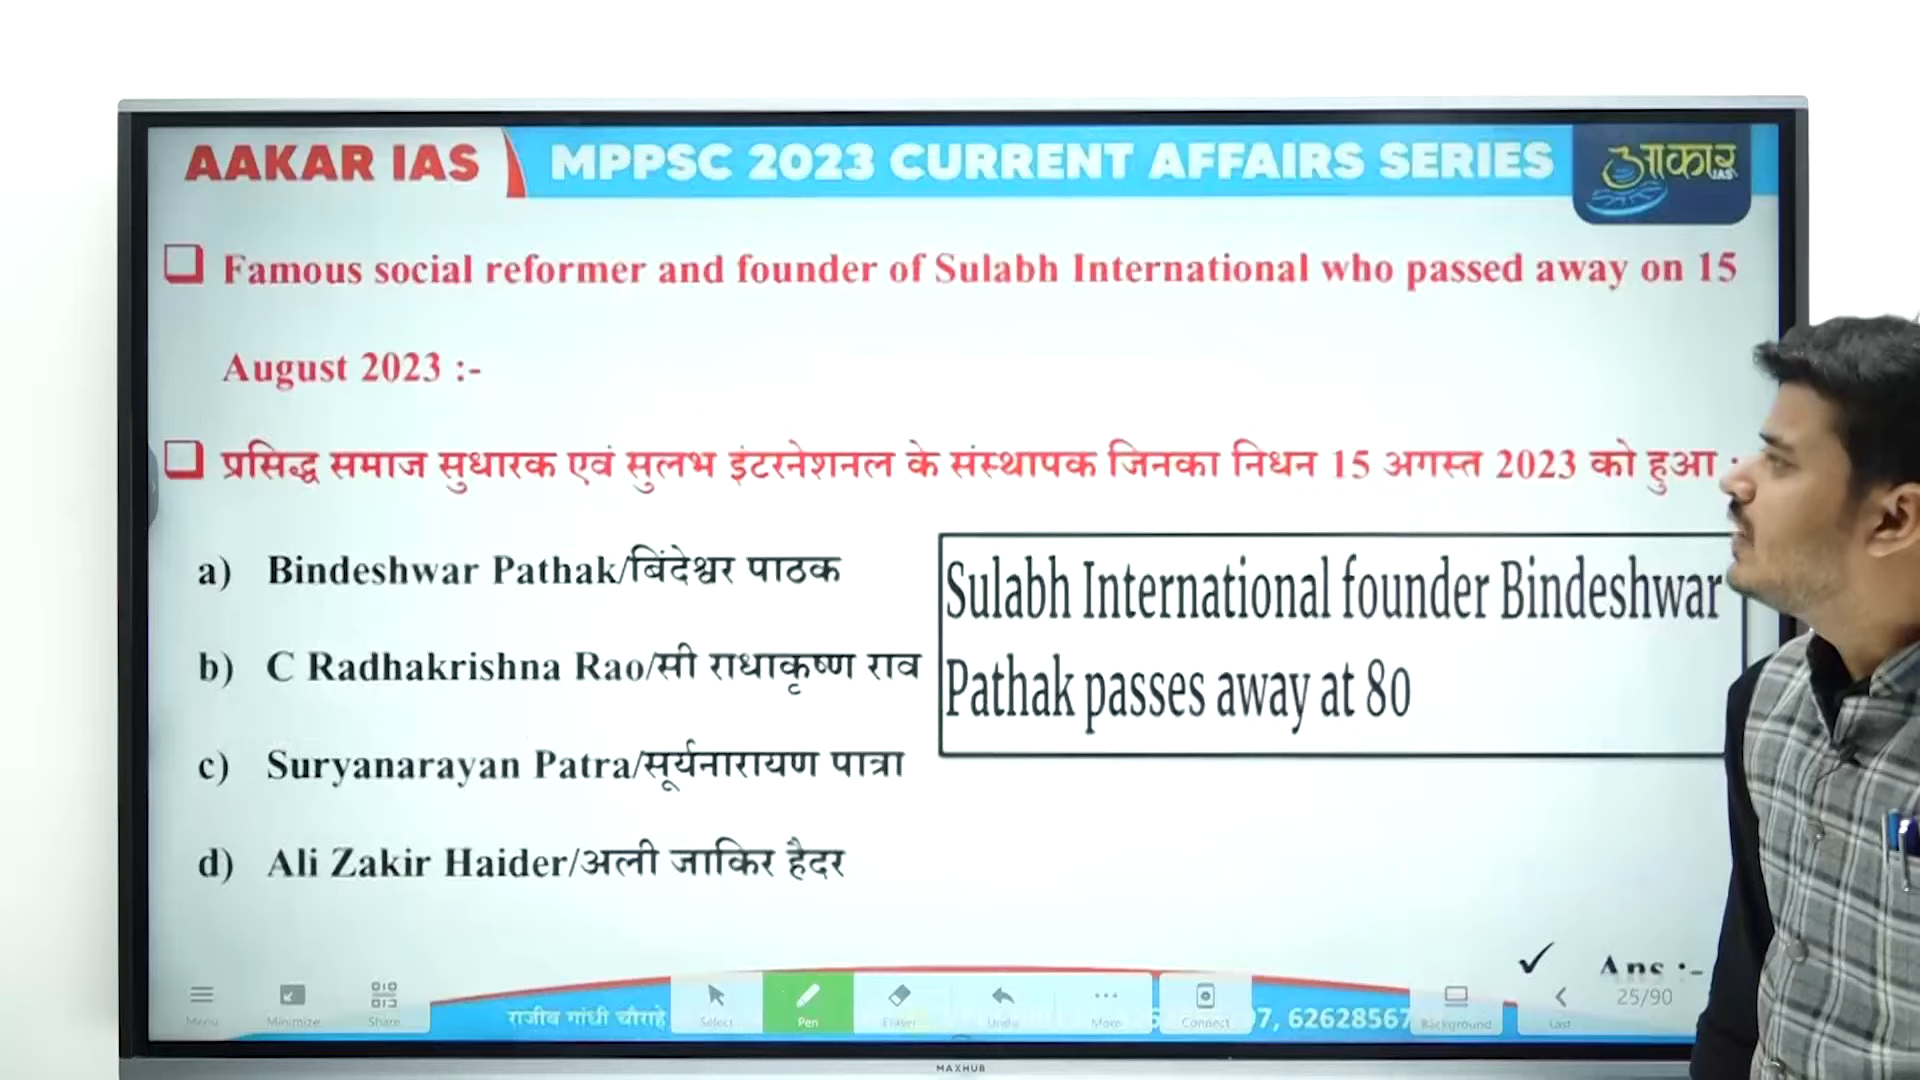 AAKAR IAS
MPPSC 2023 CURRENT AFFAIRS SERIES
आकार
IAS
Famous social reformer and founder of Sulabh International who passed away on 15
August 2023 :-
प्रसिद्ध समाज सुधारक एवं सुलभ इंटरनेशनल के संस्थापक जिनका निधन 15 अगस्त 2023 को हुआ :
a) Bindeshwar Pathak/बिंदेश्वर पाठक
b) C Radhakrishna Rao/सी राधाकृष्ण राव
c) Suryanarayan Patra/सूर्यनारायण पात्रा
d) Ali Zakir Haider/अली जाकिर हैदर
Sulabh International founder Bindeshwar
Pathak passes away at 80
Ans :-
राजीव गांधी चौराहे
7, 62628567
Menu
Minimize
Share
Select
Pen
Eraser
Undo
More
Connect
Background
Last
25/90
MAXHUB